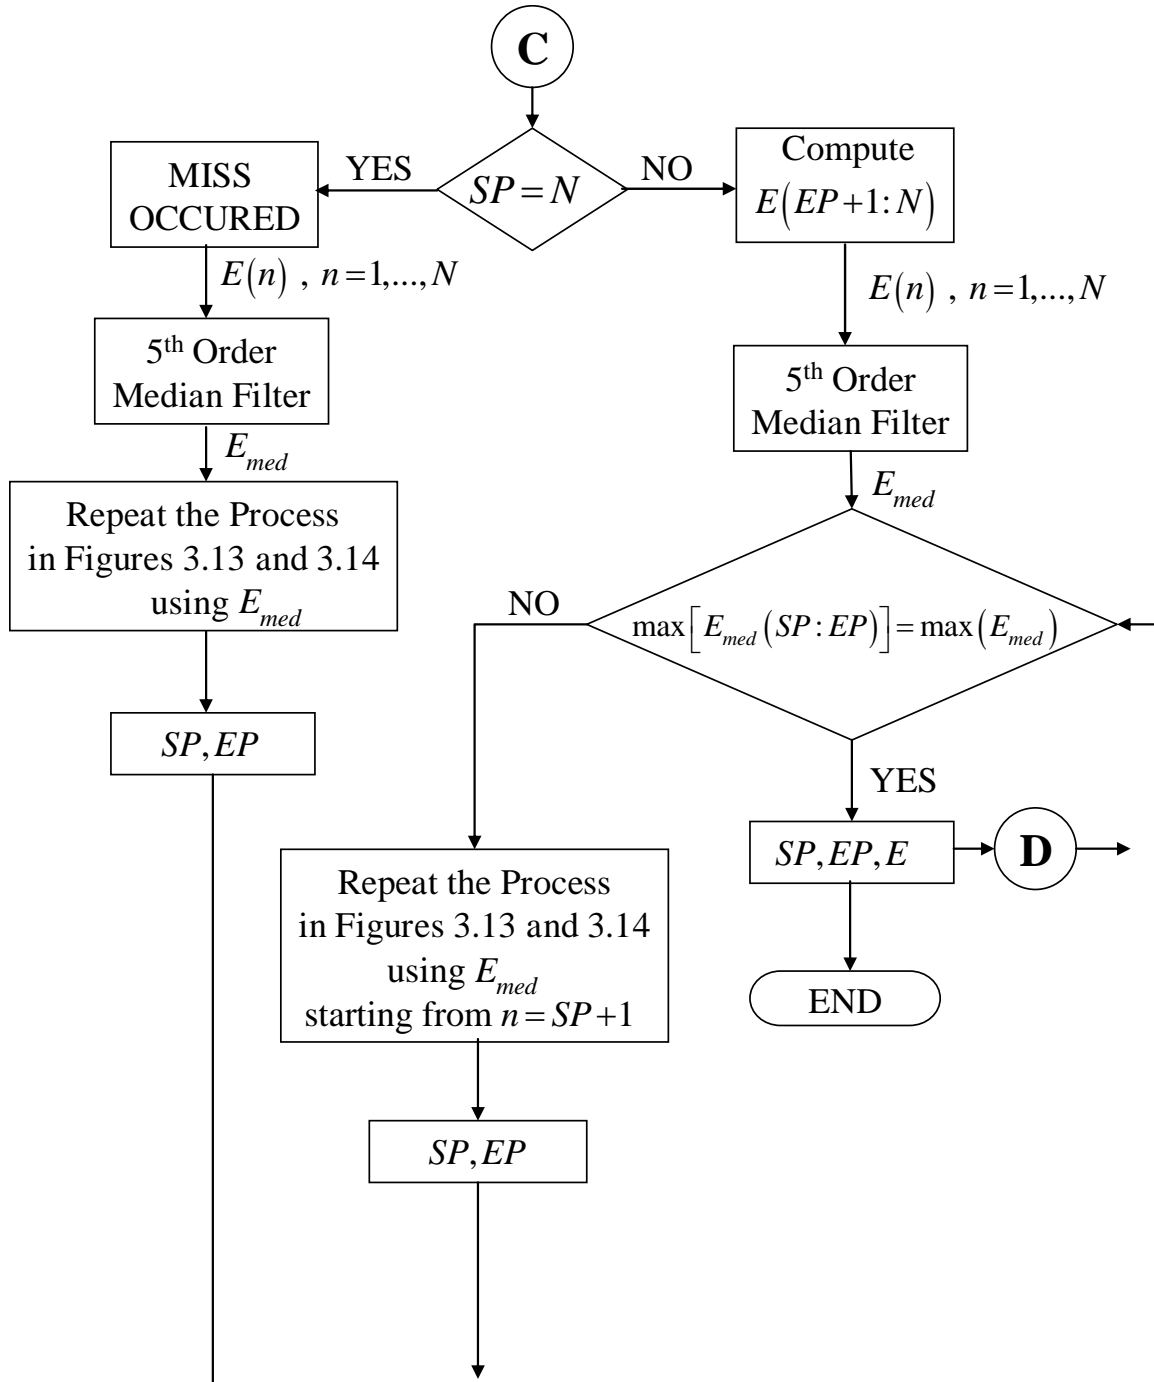 C
YES
NO
SP = N
MISS
OCCURED
Compute
E(EP+1:N)
E(n) , n=1,...,N
E(n) , n=1,...,N
5th Order
Median Filter
5th Order
Median Filter
E_med
E_med
Repeat the Process
in Figures 3.13 and 3.14
using E_med
NO
max[E_med(SP:EP)]=max(E_med)
SP,EP
YES
SP,EP,E
D
Repeat the Process
in Figures 3.13 and 3.14
using E_med
starting from n=SP+1
END
SP,EP